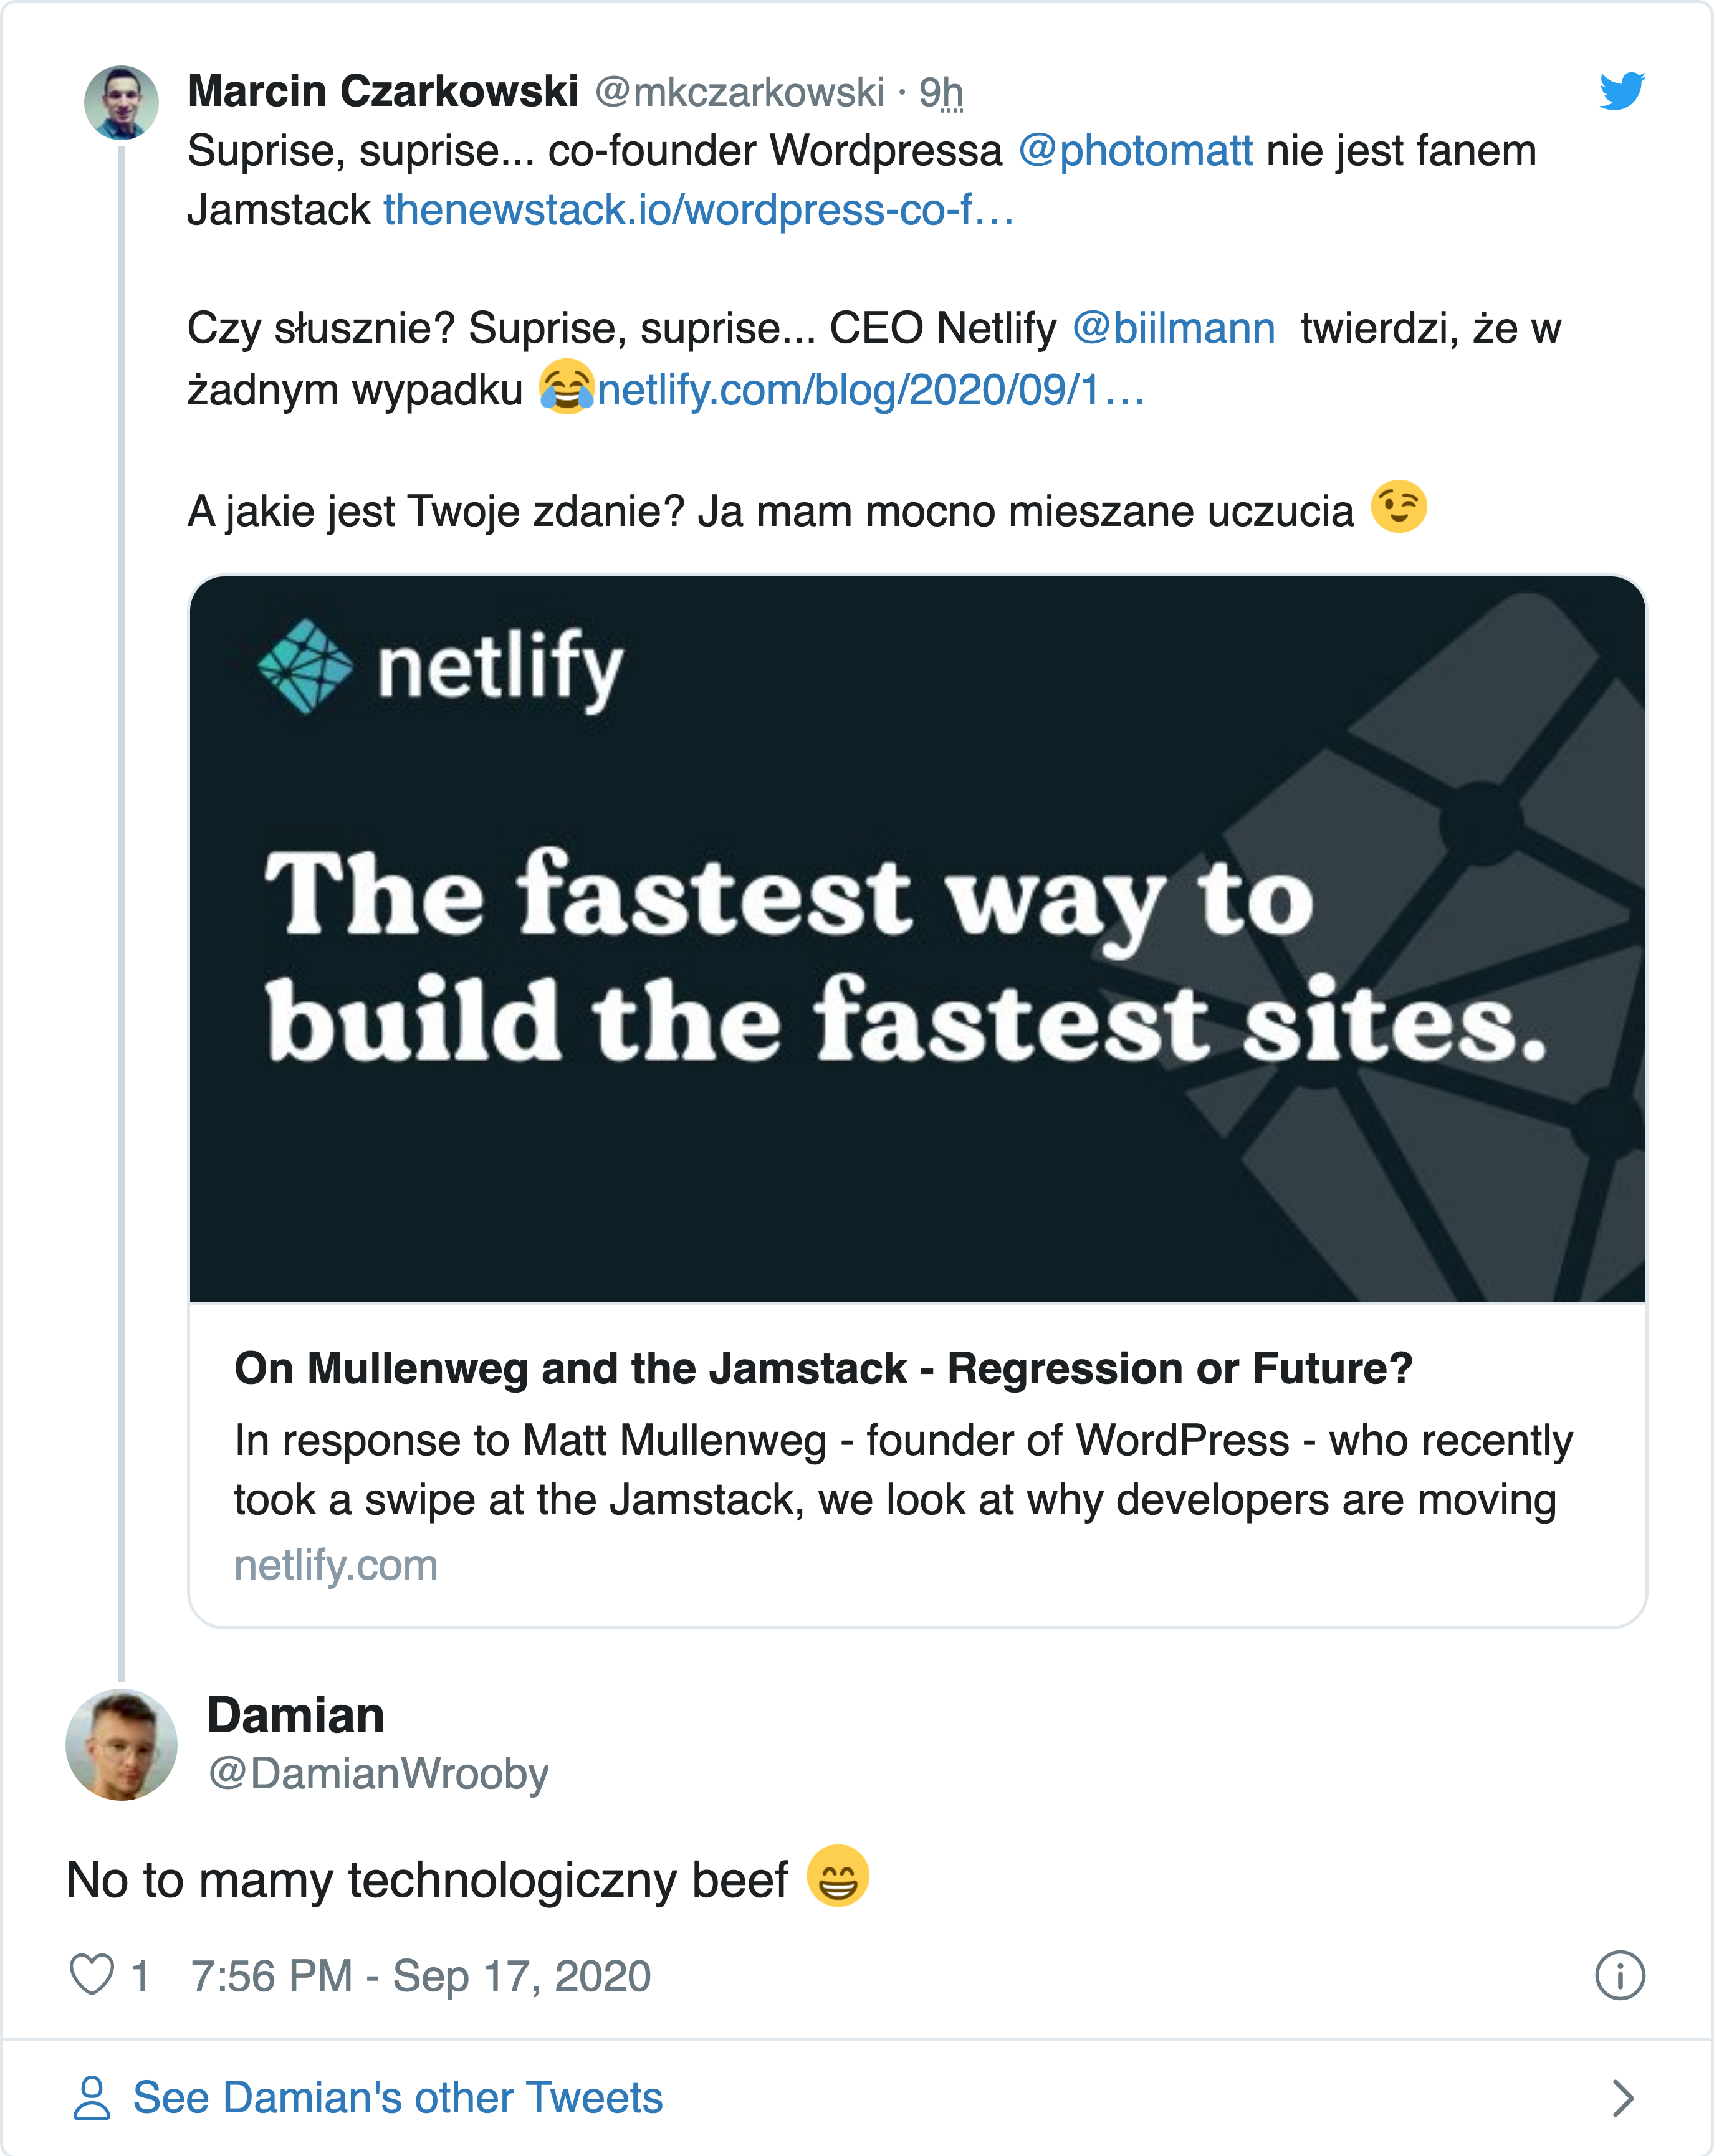 Marcin Czarkowski @mkczarkowski · 9h
Suprise, suprise... co-founder Wordpressa @photomatt nie jest fanem
Jamstack thenewstack.io/wordpress-co-f…
Czy słusznie? Suprise, suprise... CEO Netlify @biilmann twierdzi, że w
żadnym wypadku 😂netlify.com/blog/2020/09/1…
A jakie jest Twoje zdanie? Ja mam mocno mieszane uczucia 😉
netlify
The fastest way to
build the fastest sites.
On Mullenweg and the Jamstack - Regression or Future?
In response to Matt Mullenweg - founder of WordPress - who recently
took a swipe at the Jamstack, we look at why developers are moving
netlify.com
Damian
@DamianWrooby
No to mamy technologiczny beef 😁
1 7:56 PM - Sep 17, 2020
See Damian's other Tweets